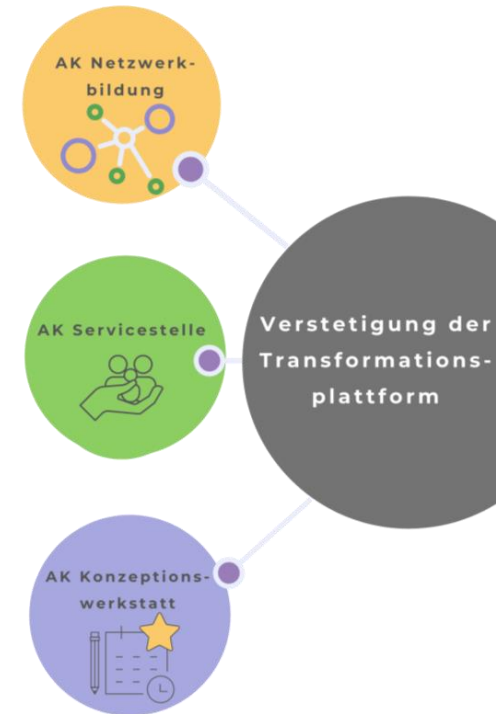 AK Netzwerk-
bildung
AK Servicestelle
Verstetigung der
Transformations-
plattform
AK Konzeptions-
werkstatt